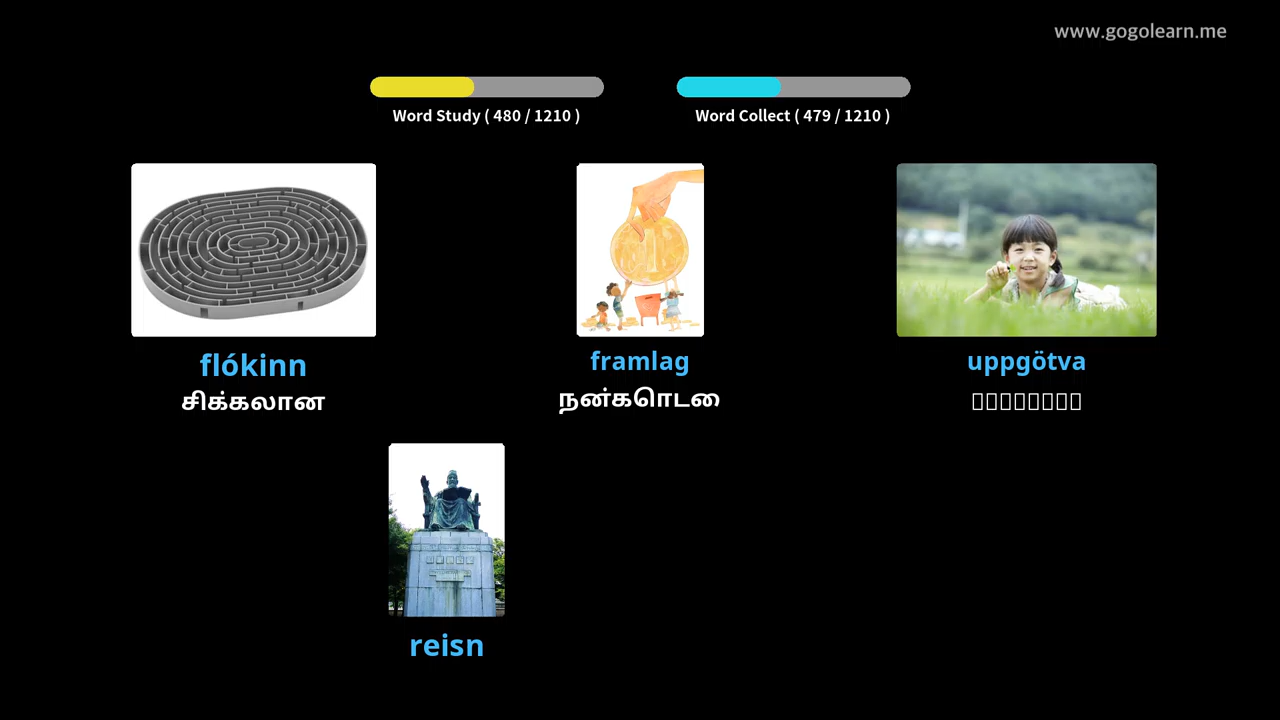 www.gogolearn.me
Word Study ( 480 / 1210 )
Word Collect ( 479 / 1210 )
flókinn
சிக்கலான
framlag
நன்கொடை
uppgötva
reisn